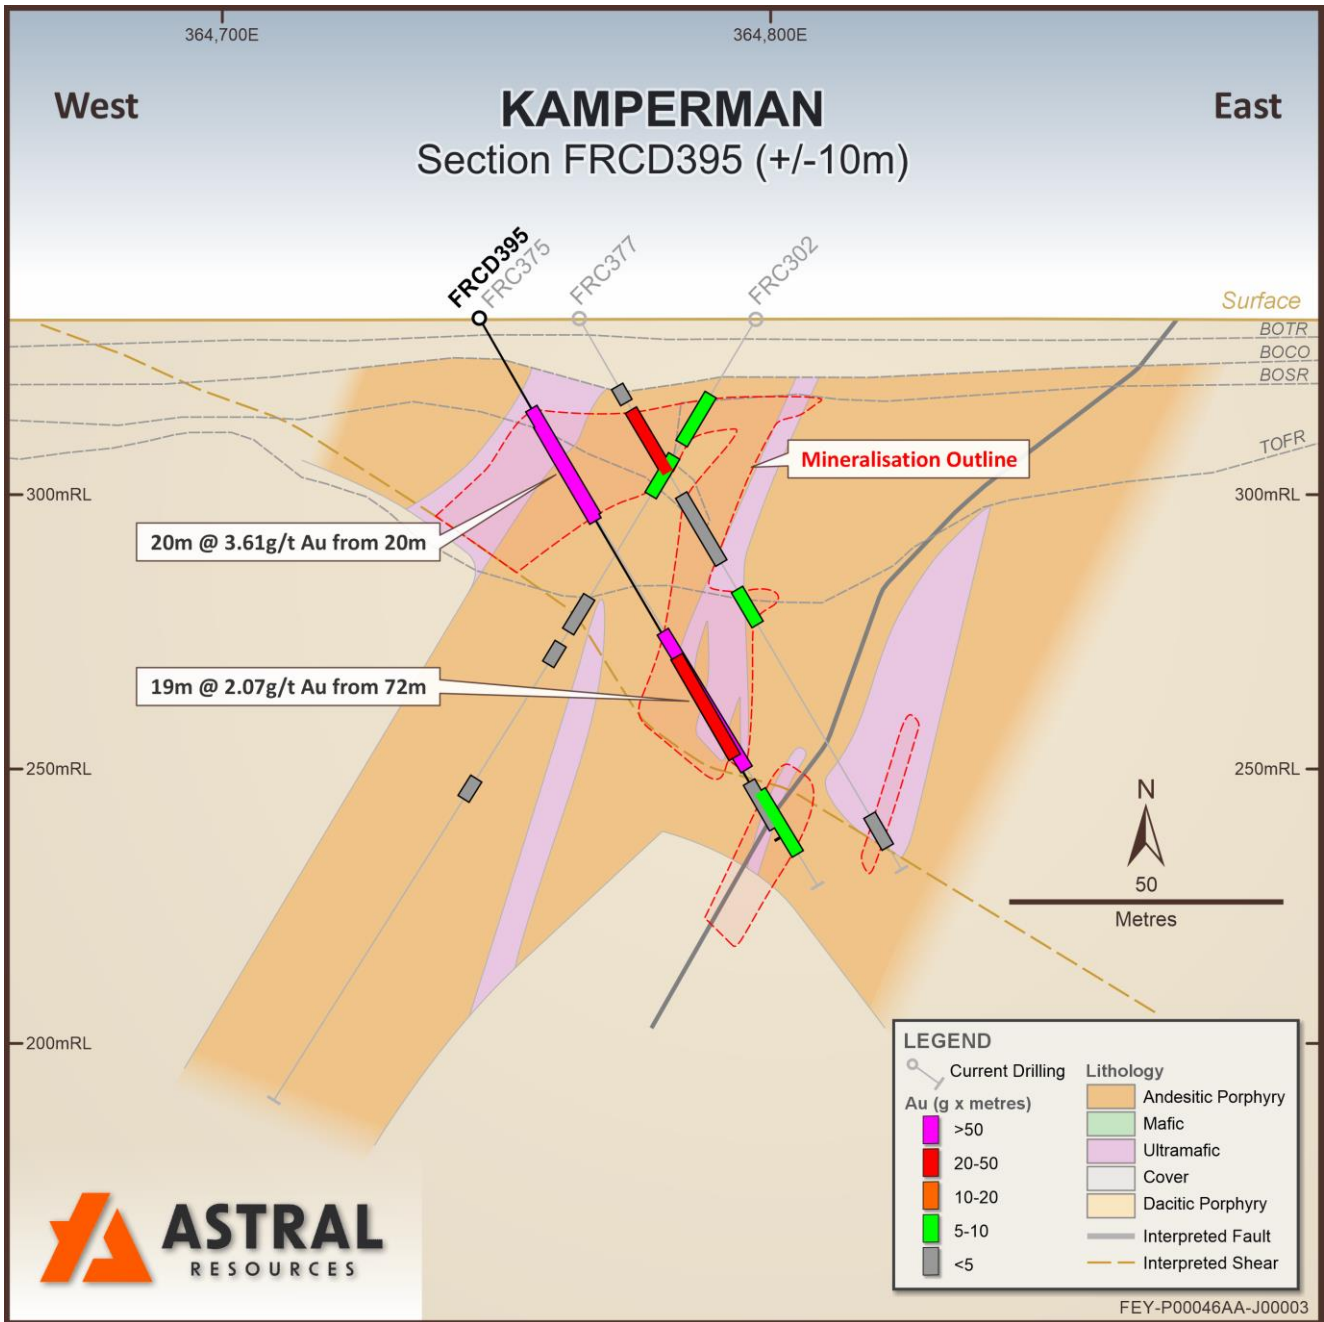 364,700E
364,800E
West
KAMPERMAN
East
Section FRCD395 (+/-10m)
FRCD395
FRC375
FRC377
FRC302
Surface
BOTR
BOCO
BOSR
TOFR
Mineralisation Outline
300mRL
300mRL
20m @ 3.61g/t Au from 20m
19m @ 2.07g/t Au from 72m
250mRL
250mRL
N
50
Metres
200mRL
LEGEND
Current Drilling
Au (g x metres)
>50
20-50
10-20
5-10
<5
Lithology
Andesitic Porphyry
Mafic
Ultramafic
Cover
Dacitic Porphyry
Interpreted Fault
Interpreted Shear
ASTRAL
RESOURCES
FEY-P00046AA-J00003